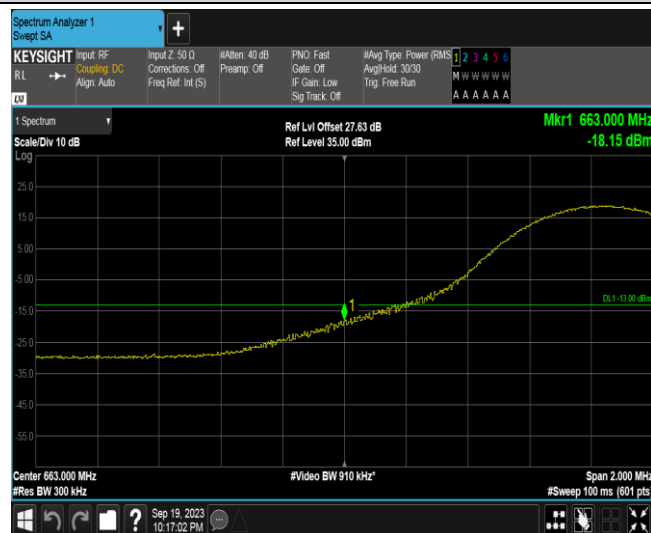 Spectrum Analyzer 1
Swept SA
+
KEYSIGHT
RL
Input: RF
Coupling: DC
Align: Auto
Input Z: 50 Ω
Corrections: Off
Freq Ref: Int (S)
#Atten: 40 dB
Preamp: Off
PNO: Fast
Gate: Off
IF Gain: Low
Sig Track: Off
#Avg Type: Power (RMS
Avg|Hold: 30/30
Trig: Free Run
1 2 3 4 5 6
M W W W W W
A A A A A A
1 Spectrum
Scale/Div 10 dB
Log
Ref Lvl Offset 27.63 dB
Ref Level 35.00 dBm
Mkr1 663.000 MHz
-18.15 dBm
25.0
15.0
5.00
-5.00
-15.0
-25.0
-35.0
-45.0
-55.0
1
DL1 -13.00 dBm
Center 663.000 MHz
#Res BW 300 kHz
#Video BW 910 kHz*
Span 2.000 MHz
#Sweep 100 ms (601 pts)
?
Sep 19, 2023
10:17:02 PM